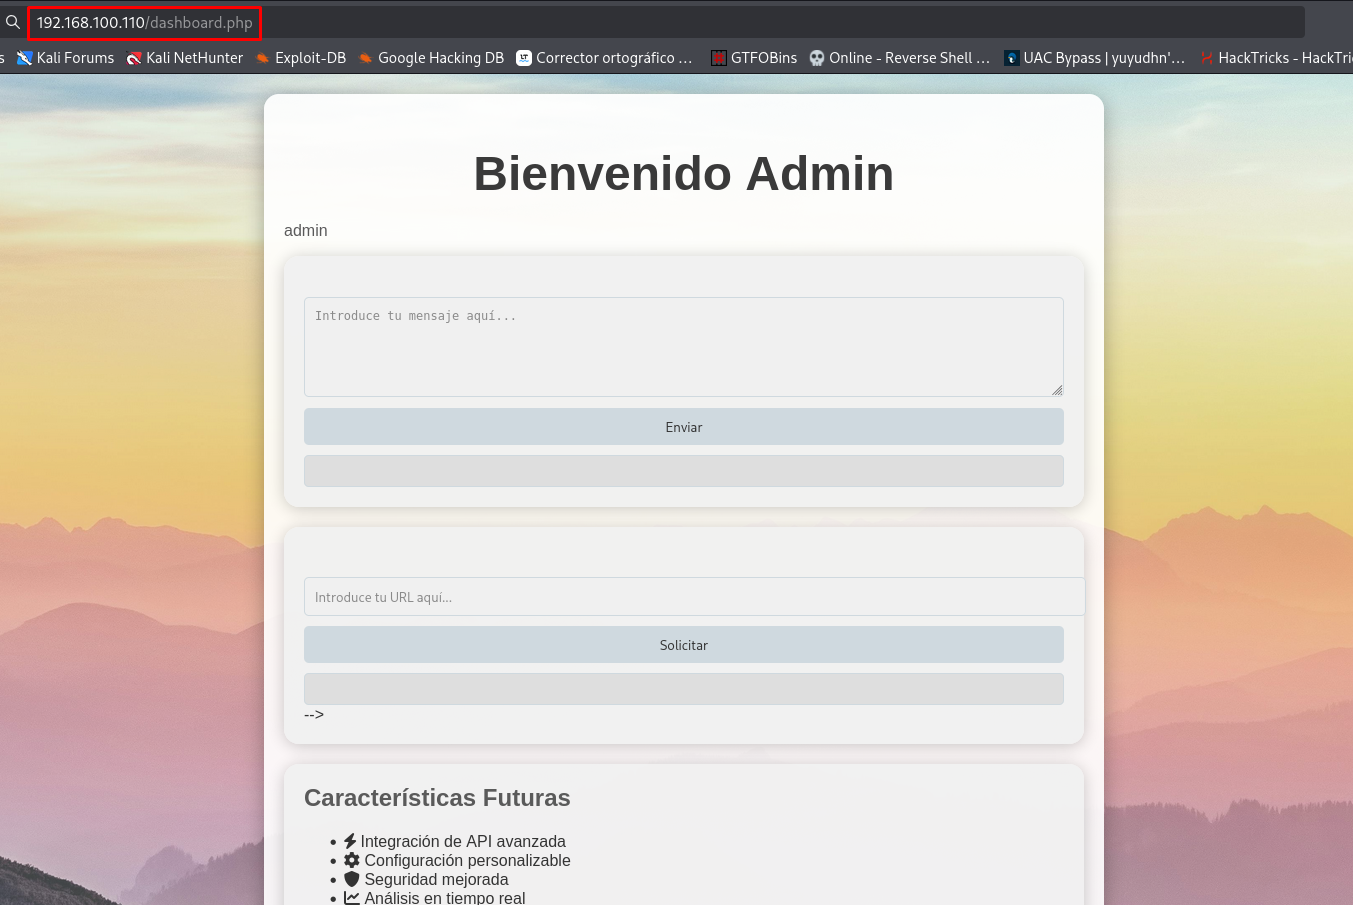 192.168.100.110/dashboard.php
s Kali Forums Kali NetHunter Exploit-DB Google Hacking DB Corrector ortográfico ... GTFOBins Online - Reverse Shell ... UAC Bypass | yuyudhn'... HackTricks - HackTri
Bienvenido Admin
admin
Introduce tu mensaje aquí...
Enviar
Introduce tu URL aquí...
Solicitar
-->
Características Futuras
• Integración de API avanzada
• Configuración personalizable
• Seguridad mejorada
• Análisis en tiempo real